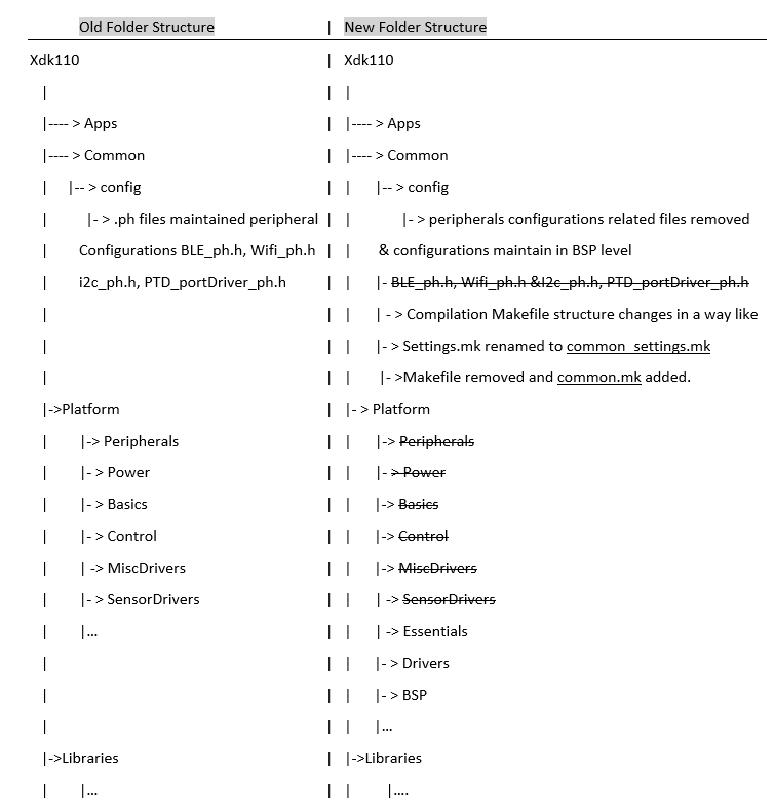 Old Folder Structure | New Folder Structure
Xdk110 | Xdk110
| | |
|---- > Apps | |---- > Apps
|---- > Common | |---- > Common
| |-- > config | | |-- > config
| |- > .ph files maintained peripheral | | |- > peripherals configurations related files removed
| Configurations BLE_ph.h, Wifi_ph.h | | & configurations maintain in BSP level
| i2c_ph.h, PTD_portDriver_ph.h | | |- BLE_ph.h, Wifi_ph.h &I2c_ph.h, PTD_portDriver_ph.h
| | | | - > Compilation Makefile structure changes in a way like
| | | |- > Settings.mk renamed to common_settings.mk
| | | |- >Makefile removed and common.mk added.
|->Platform | |- > Platform
| |-> Peripherals | | |-> Peripherals
| |- > Power | | |- > Power
| |- > Basics | | |-> Basics
| |- > Control | | |-> Control
| | -> MiscDrivers | | |-> MiscDrivers
| |- > SensorDrivers | | | -> SensorDrivers
| |... | | | -> Essentials
| | | |- > Drivers
| | | |- > BSP
| | | |...
|->Libraries | |->Libraries
| |... | | |....